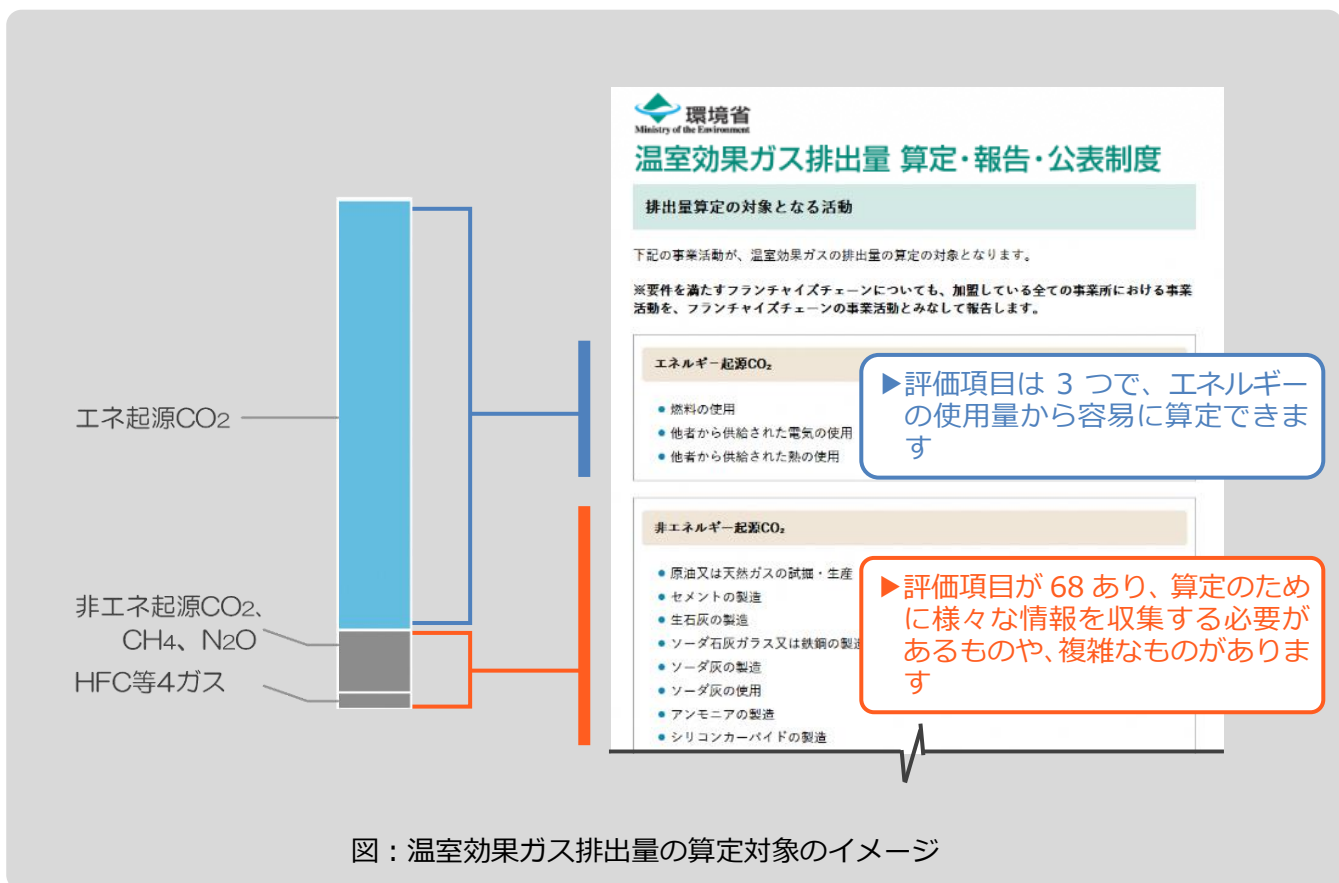 環境省
Ministry of the Environment
温室効果ガス排出量 算定・報告・公表制度
排出量算定の対象となる活動
下記の事業活動が、温室効果ガスの排出量の算定の対象となります。
※要件を満たすフランチャイズチェーンについても、加盟している全ての事業所における事業
活動を、フランチャイズチェーンの事業活動とみなして報告します。
エネルギー起源CO₂
• 燃料の使用
• 他者から供給された電気の使用
• 他者から供給された熱の使用
▶評価項目は 3 つで、エネルギー
の使用量から容易に算定できま
す
非エネルギー起源CO₂
• 原油又は天然ガスの試掘・生産
• セメントの製造
• 生石灰の製造
• ソーダ石灰ガラス又は鉄鋼の製造
• ソーダ灰の製造
• ソーダ灰の使用
• アンモニアの製造
• シリコンカーバイドの製造
▶評価項目が 68 あり、算定のため
に様々な情報を収集する必要が
あるものや、複雑なものがありま
す
エネ起源CO2
非エネ起源CO2、
CH4、N2O
HFC等4ガス
図：温室効果ガス排出量の算定対象のイメージ